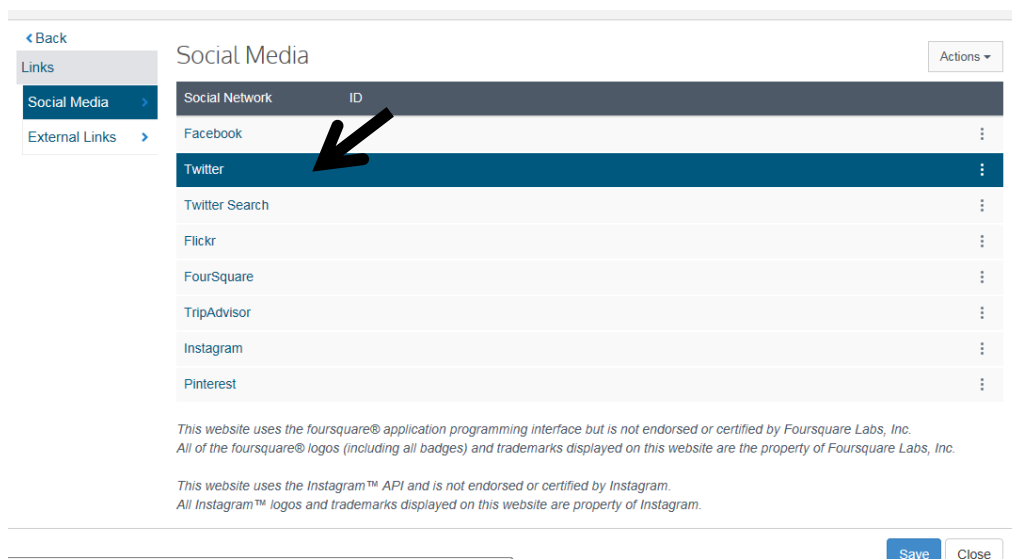 Back
Links
Social Media
External Links
Social Media
Actions
Social Network ID
Facebook
Twitter
Twitter Search
Flickr
FourSquare
TripAdvisor
Instagram
Pinterest
This website uses the foursquare® application programming interface but is not endorsed or certified by Foursquare Labs, Inc.
All of the foursquare® logos (including all badges) and trademarks displayed on this website are the property of Foursquare Labs, Inc.
This website uses the Instagram™ API and is not endorsed or certified by Instagram.
All Instagram™ logos and trademarks displayed on this website are property of Instagram.
Save Close